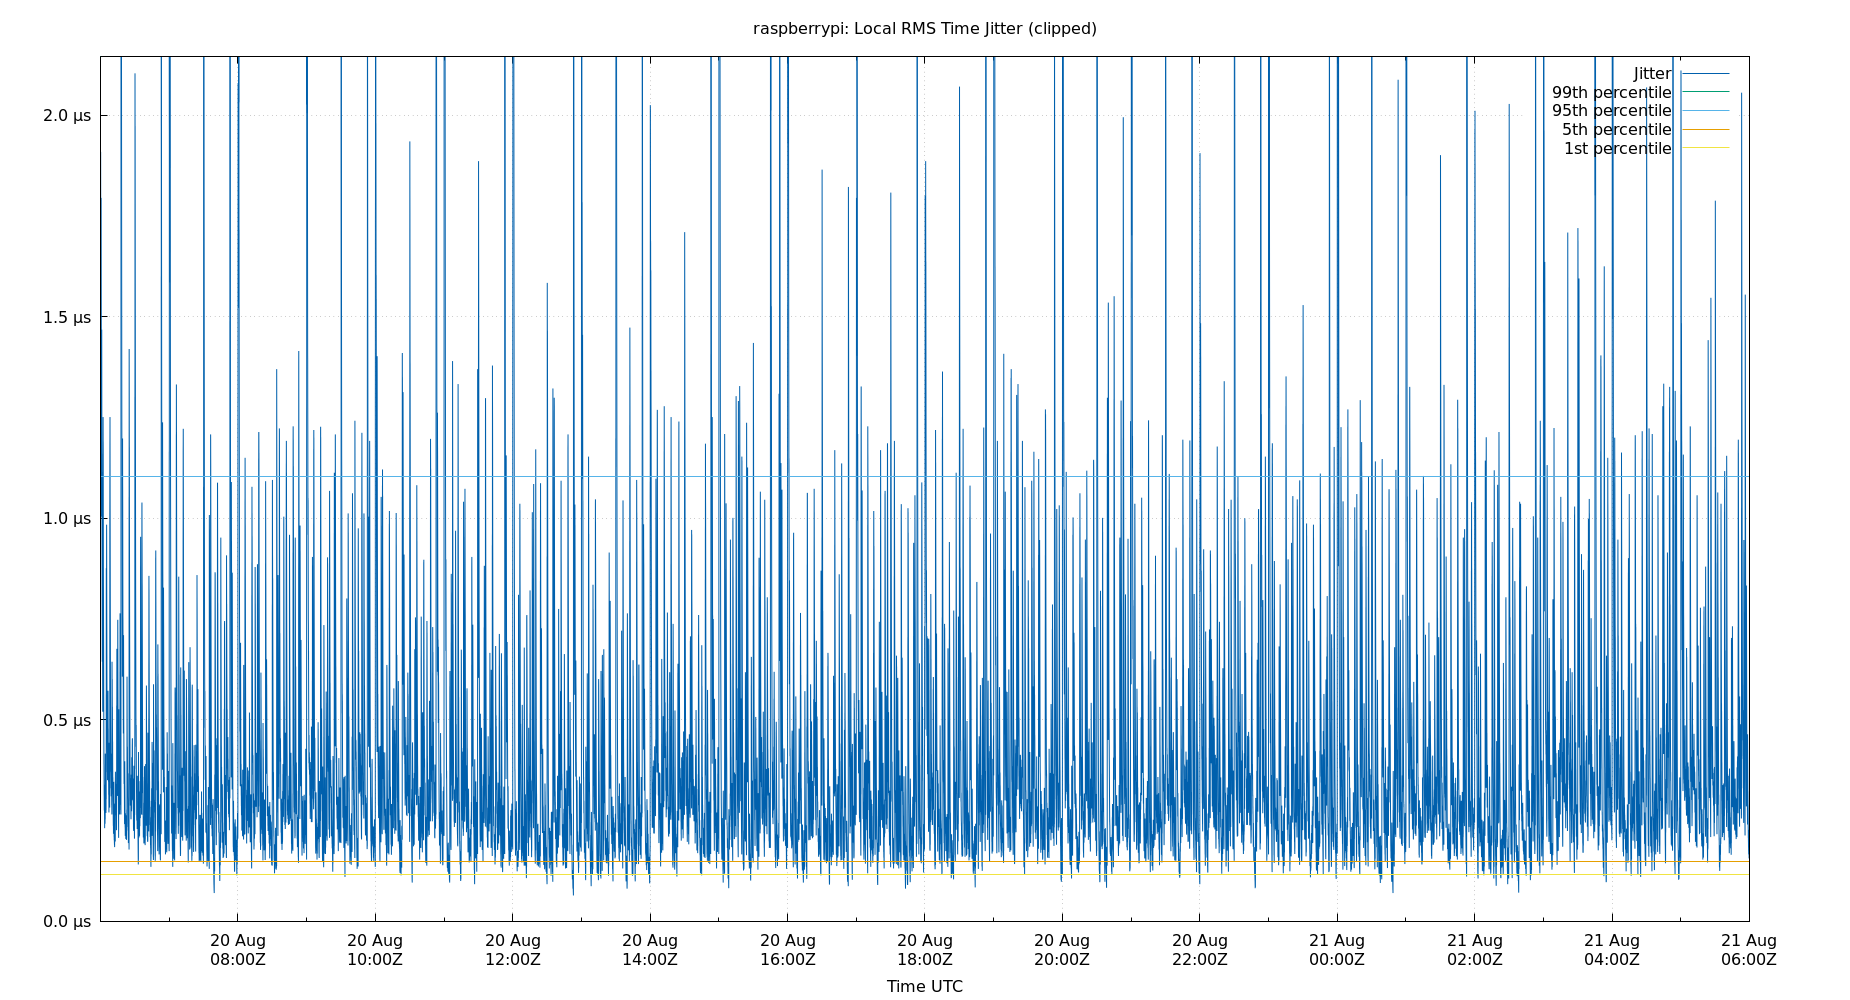 raspberrypi: Local RMS Time Jitter (clipped)
Jitter
99th percentile
95th percentile
5th percentile
1st percentile
2.0 μs
1.5 μs
1.0 μs
0.5 μs
0.0 μs
20 Aug 20 Aug 20 Aug 20 Aug 20 Aug 20 Aug 20 Aug 20 Aug 21 Aug 21 Aug 21 Aug 21 Aug
08:00Z 10:00Z 12:00Z 14:00Z 16:00Z 18:00Z 20:00Z 22:00Z 00:00Z 02:00Z 04:00Z 06:00Z
Time UTC